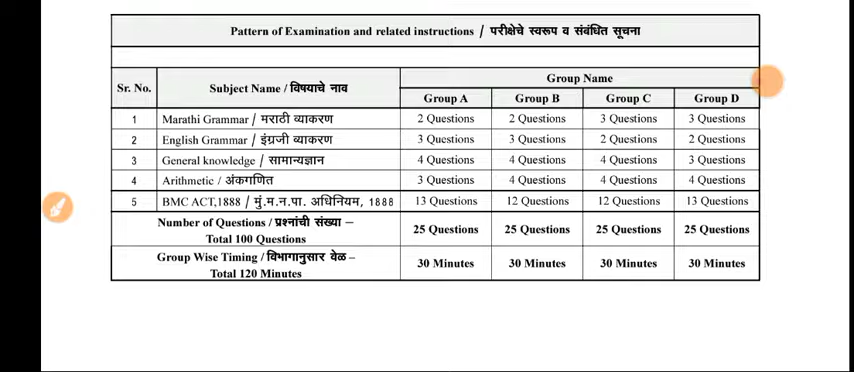 Pattern of Examination and related instructions / परीक्षेचे स्वरूप व संबंधित सूचना
Sr. No. Subject Name / विषयाचे नाव Group Name
Group A Group B Group C Group D
1 Marathi Grammar / मराठी व्याकरण 2 Questions 2 Questions 3 Questions 3 Questions
2 English Grammar / इंग्रजी व्याकरण 3 Questions 3 Questions 2 Questions 2 Questions
3 General knowledge / सामान्यज्ञान 4 Questions 4 Questions 4 Questions 3 Questions
4 Arithmetic / अंकगणित 3 Questions 4 Questions 4 Questions 4 Questions
5 BMC ACT,1888 / मुं.म.न.पा. अधिनियम, 1888 13 Questions 12 Questions 12 Questions 13 Questions
Number of Questions / प्रश्नांची संख्या –
Total 100 Questions 25 Questions 25 Questions 25 Questions 25 Questions
Group Wise Timing / विभागानुसार वेळ –
Total 120 Minutes 30 Minutes 30 Minutes 30 Minutes 30 Minutes